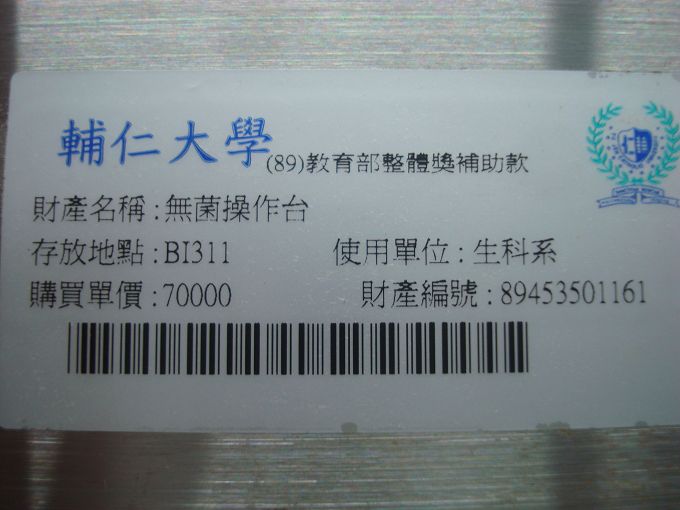 輔仁大學 (89)教育部整體獎補助款
財產名稱:無菌操作台
存放地點:BI311 使用單位:生科系
購買單價:70000 財產編號:89453501161